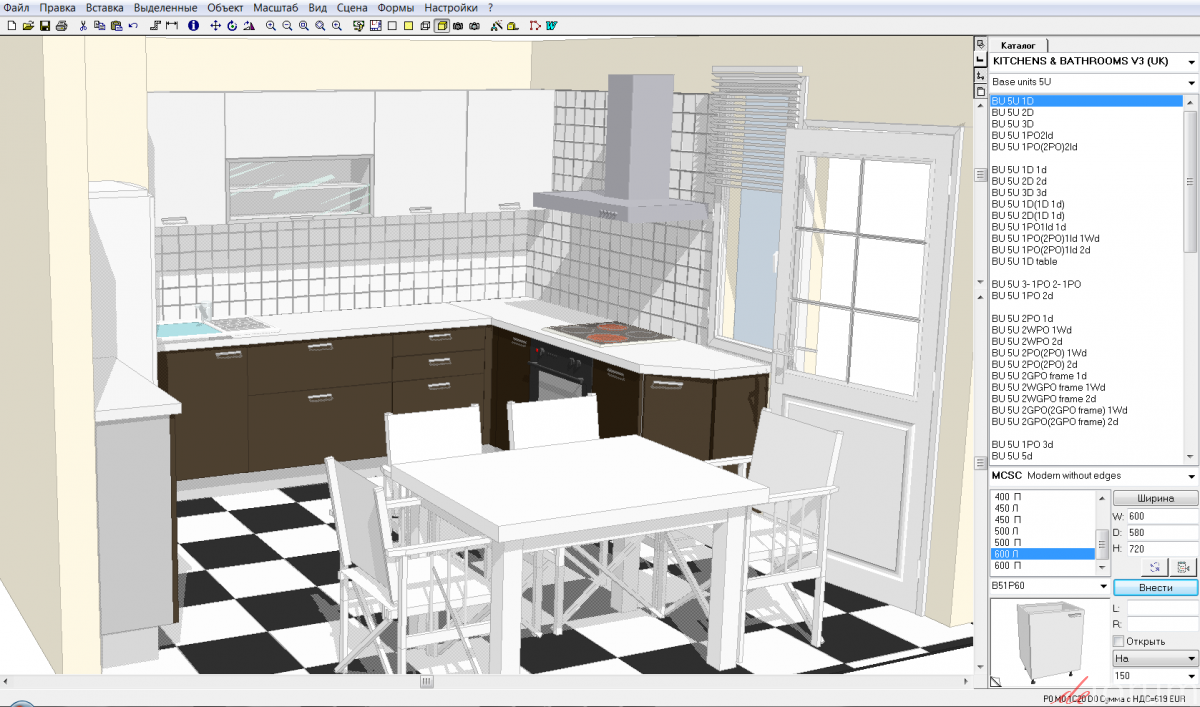 Файл Правка Вставка Выделенные Объект Масштаб Вид Сцена Формы Настройки ?
Каталог
KITCHENS & BATHROOMS V3 (UK)
Base units 5U
BU 5U 1D
BU 5U 2D
BU 5U 3D
BU 5U 1PO2ld
BU 5U 1PO(2PO)2ld
BU 5U 1D 1d
BU 5U 2D 2d
BU 5U 3D 3d
BU 5U 1D(1D 1d)
BU 5U 2D(1D 1d)
BU 5U 1PO1ld 1d
BU 5U 1PO(2PO)1ld 1Wd
BU 5U 1PO(2PO)1ld 2d
BU 5U 1D table
BU 5U 3-1PO 2-1PO
BU 5U 1PO 2d
BU 5U 2PO 1d
BU 5U 2WPO 1Wd
BU 5U 2WPO 2d
BU 5U 2PO(2PO) 1Wd
BU 5U 2PO(2PO) 2d
BU 5U 2GPO frame 1d
BU 5U 2WGPO frame 1Wd
BU 5U 2WGPO frame 2d
BU 5U 2GPO(2GPO frame) 1Wd
BU 5U 2GPO(2GPO frame) 2d
BU 5U 1PO 3d
BU 5U 5d
MCSC Modern without edges
400 П
450 Л
450 П
500 Л
500 П
600 Л
600 П
Ширина
W: 600
D: 580
H: 720
B51P60
Внести
L:
R:
Открыть
На
150
Сумма с НДС=619 EUR